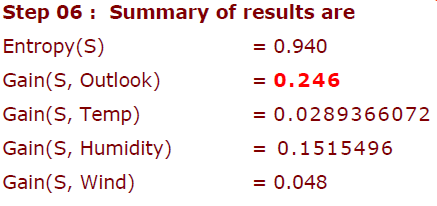 Step 06 : Summary of results are
Entropy(S) = 0.940
Gain(S, Outlook) = 0.246
Gain(S, Temp) = 0.0289366072
Gain(S, Humidity) = 0.1515496
Gain(S, Wind) = 0.048